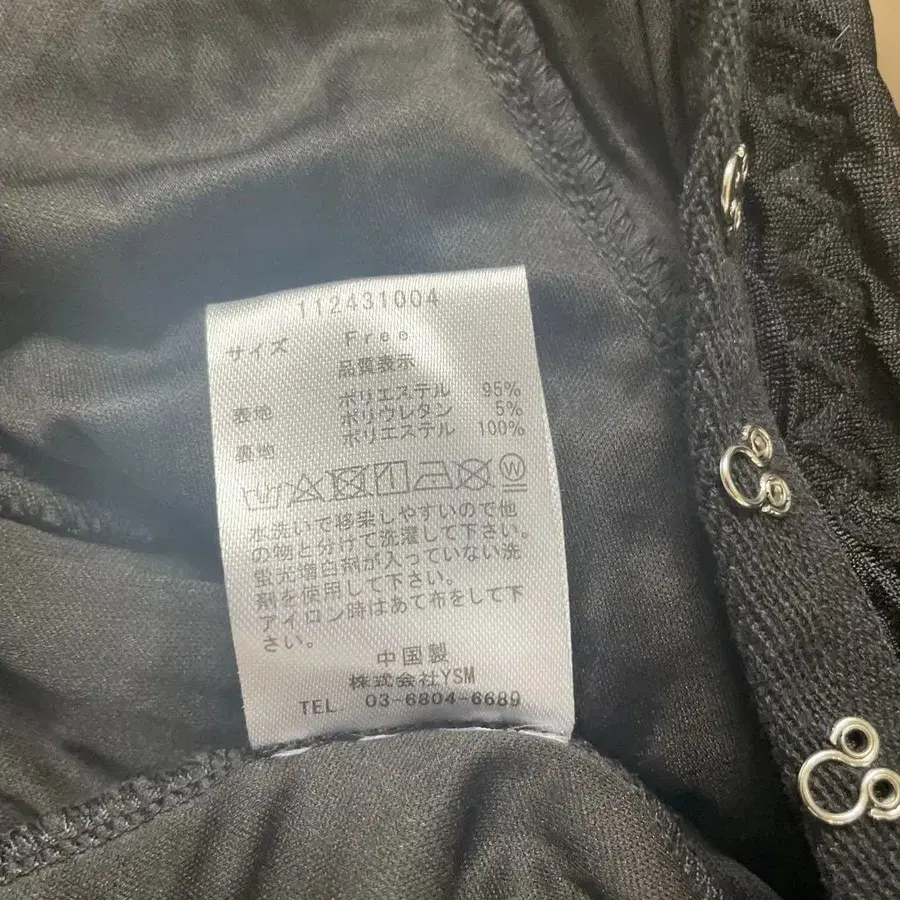 112431004
サイズ Free
品質表示
表地 ポリエステル 95%
ポリウレタン 5%
裏地 ポリエステル 100%
W
水洗いで移染しやすいので他
の物と分けて洗濯して下さい。
蛍光増白剤が入っていない洗
剤を使用して下さい。
アイロン時はあて布をして下
さい。
中国製
株式会社YSM
TEL 03-6804-6689